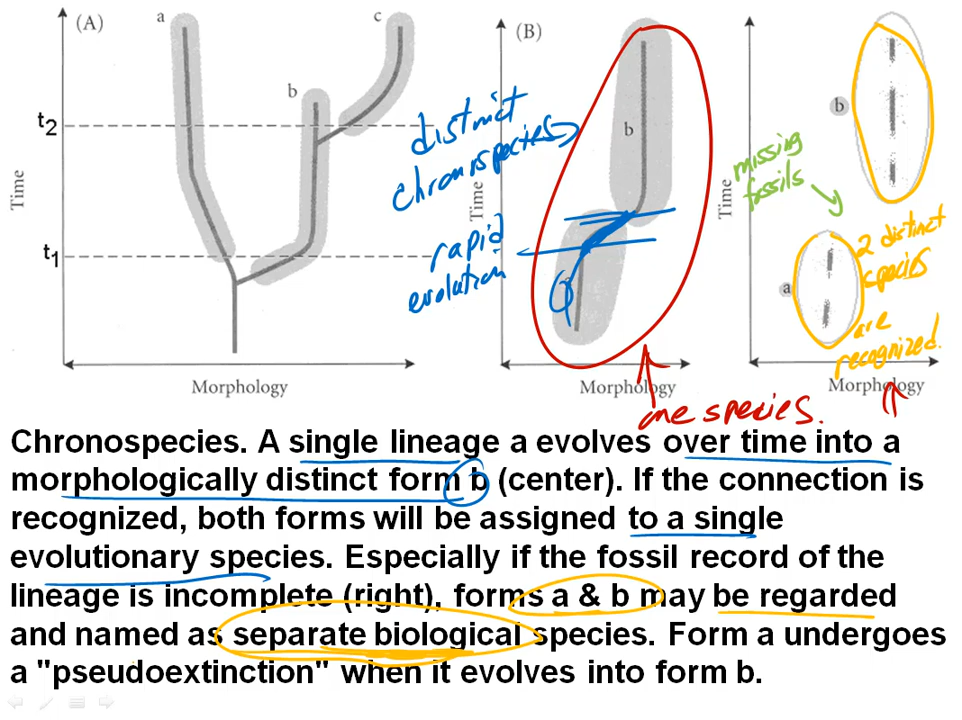 (A)
a
c
b
t2
t1
Time
Morphology
(B)
b
Time
Morphology
distinct
chronospecies
rapid
evolution
one species.
b
a
Time
Morphology
missing
fossils
2 distinct
species
are
recognized.
Chronospecies. A single lineage a evolves over time into a
morphologically distinct form b (center). If the connection is
recognized, both forms will be assigned to a single
evolutionary species. Especially if the fossil record of the
lineage is incomplete (right), forms a & b may be regarded
and named as separate biological species. Form a undergoes
a "pseudoextinction" when it evolves into form b.